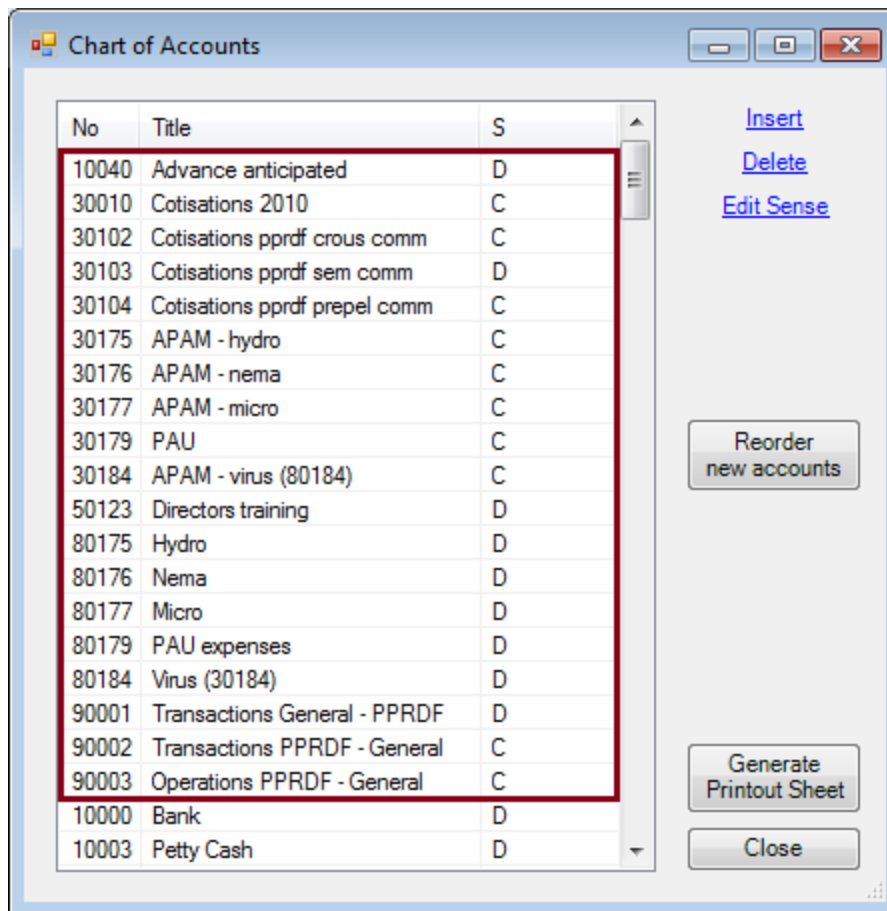 Chart of Accounts
No Title S
10040 Advance anticipated D
30010 Cotisations 2010 C
30102 Cotisations pprdf crous comm C
30103 Cotisations pprdf sem comm D
30104 Cotisations pprdf prepel comm C
30175 APAM - hydro C
30176 APAM - nema C
30177 APAM - micro C
30179 PAU C
30184 APAM - virus (80184) C
50123 Directors training D
80175 Hydro D
80176 Nema D
80177 Micro D
80179 PAU expenses D
80184 Virus (30184) D
90001 Transactions General - PPRDF D
90002 Transactions PPRDF - General C
90003 Operations PPRDF - General C
10000 Bank D
10003 Petty Cash D
Insert
Delete
Edit Sense
Reorder
new accounts
Generate
Printout Sheet
Close